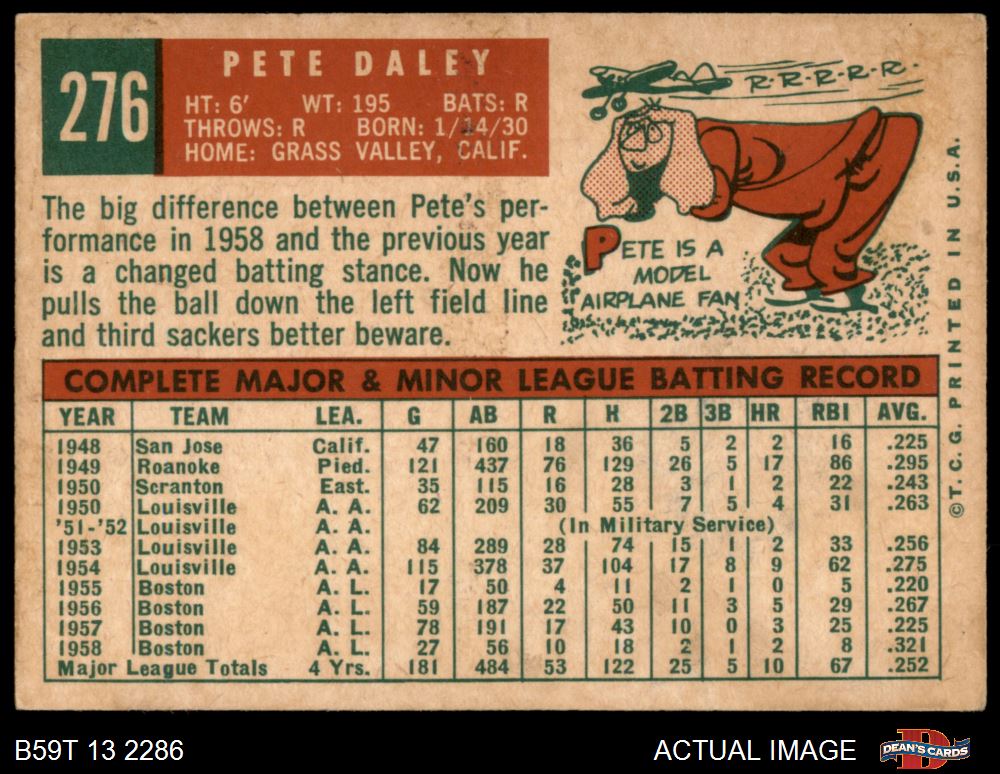 276
PETE DALEY
HT: 6' WT: 195 BATS: R
THROWS: R BORN: 1/14/30
HOME: GRASS VALLEY, CALIF.
R-R-R-R-R-R-
PETE IS A
MODEL
AIRPLANE FAN
The big difference between Pete's per-
formance in 1958 and the previous year
is a changed batting stance. Now he
pulls the ball down the left field line
and third sackers better beware.
COMPLETE MAJOR & MINOR LEAGUE BATTING RECORD
YEAR TEAM LEA. G AB R H 2B 3B HR RBI AVG.
1948 San Jose Calif. 47 160 18 36 5 2 2 16 .225
1949 Roanoke Pied. 121 437 76 129 26 5 17 86 .295
1950 Scranton East. 35 115 16 28 3 1 2 22 .243
1950 Louisville A. A. 62 209 30 55 7 5 4 31 .263
'51-'52 Louisville A. A. (In Military Service)
1953 Louisville A. A. 84 289 28 74 15 1 2 33 .256
1954 Louisville A. A. 115 378 37 104 17 8 9 62 .275
1955 Boston A. L. 17 50 4 11 2 1 0 5 .220
1956 Boston A. L. 59 187 22 50 11 3 5 29 .267
1957 Boston A. L. 78 191 17 43 10 0 3 25 .225
1958 Boston A. L. 27 56 10 18 2 1 2 8 .321
Major League Totals 4 Yrs. 181 484 53 122 25 5 10 67 .252
©T. C. G. PRINTED IN U.S.A.
B59T 13 2286
ACTUAL IMAGE
DEAN'S CARDS